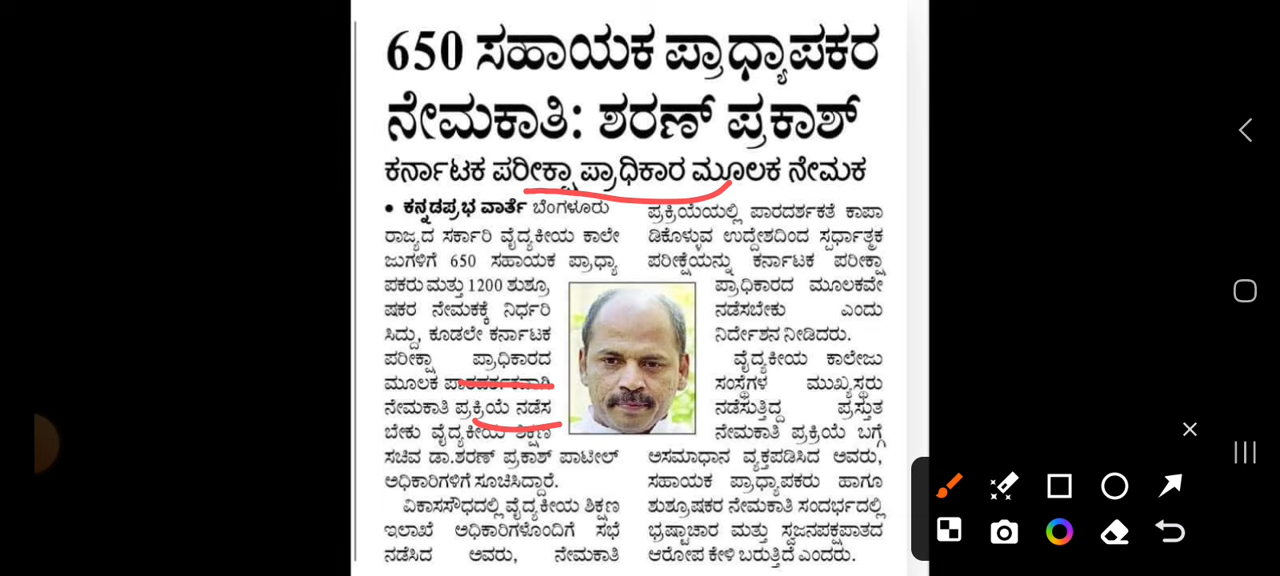 650 ಸಹಾಯಕ ಪ್ರಾಧ್ಯಾಪಕರ
ನೇಮಕಾತಿ: ಶರಣ್ ಪ್ರಕಾಶ್
ಕರ್ನಾಟಕ ಪರೀಕ್ಷಾ ಪ್ರಾಧಿಕಾರ ಮೂಲಕ ನೇಮಕ
• ಕನ್ನಡಪ್ರಭ ವಾರ್ತೆ ಬೆಂಗಳೂರು
ರಾಜ್ಯದ ಸರ್ಕಾರಿ ವೈದ್ಯಕೀಯ ಕಾಲೇ
ಜುಗಳಿಗೆ 650 ಸಹಾಯಕ ಪ್ರಾಧ್ಯಾ
ಪಕರು ಮತ್ತು 1200 ಶುಶ್ರೂ
ಷಕರ ನೇಮಕಕ್ಕೆ ನಿರ್ಧರಿ
ಸಿದ್ದು, ಕೂಡಲೇ ಕರ್ನಾಟಕ
ಪರೀಕ್ಷಾ ಪ್ರಾಧಿಕಾರದ
ಮೂಲಕ ಪಾರದರ್ಶಕವಾಗಿ
ನೇಮಕಾತಿ ಪ್ರಕ್ರಿಯೆ ನಡೆಸ
ಬೇಕು ವೈದ್ಯಕೀಯ ಶಿಕ್ಷಣ
ಸಚಿವ ಡಾ.ಶರಣ್ ಪ್ರಕಾಶ್ ಪಾಟೀಲ್
ಅಧಿಕಾರಿಗಳಿಗೆ ಸೂಚಿಸಿದ್ದಾರೆ.
ವಿಕಾಸಸೌಧದಲ್ಲಿ ವೈದ್ಯಕೀಯ ಶಿಕ್ಷಣ
ಇಲಾಖೆ ಅಧಿಕಾರಿಗಳೊಂದಿಗೆ ಸಭೆ
ನಡೆಸಿದ ಅವರು, ನೇಮಕಾತಿ
ಪ್ರಕ್ರಿಯೆಯಲ್ಲಿ ಪಾರದರ್ಶಕತೆ ಕಾಪಾ
ಡಿಕೊಳ್ಳುವ ಉದ್ದೇಶದಿಂದ ಸ್ಪರ್ಧಾತ್ಮಕ
ಪರೀಕ್ಷೆಯನ್ನು ಕರ್ನಾಟಕ ಪರೀಕ್ಷಾ
ಪ್ರಾಧಿಕಾರದ ಮೂಲಕವೇ
ನಡೆಸಬೇಕು ಎಂದು
ನಿರ್ದೇಶನ ನೀಡಿದರು.
ವೈದ್ಯಕೀಯ ಕಾಲೇಜು
ಸಂಸ್ಥೆಗಳ ಮುಖ್ಯಸ್ಥರು
ನಡೆಸುತ್ತಿದ್ದ ಪ್ರಸ್ತುತ
ನೇಮಕಾತಿ ಪ್ರಕ್ರಿಯೆ ಬಗ್ಗೆ
ಅಸಮಾಧಾನ ವ್ಯಕ್ತಪಡಿಸಿದ ಅವರು,
ಸಹಾಯಕ ಪ್ರಾಧ್ಯಾಪಕರು ಹಾಗೂ
ಶುಶ್ರೂಷಕರ ನೇಮಕಾತಿ ಸಂದರ್ಭದಲ್ಲಿ
ಭ್ರಷ್ಟಾಚಾರ ಮತ್ತು ಸ್ವಜನಪಕ್ಷಪಾತದ
ಆರೋಪ ಕೇಳಿ ಬರುತ್ತಿದೆ ಎಂದರು.